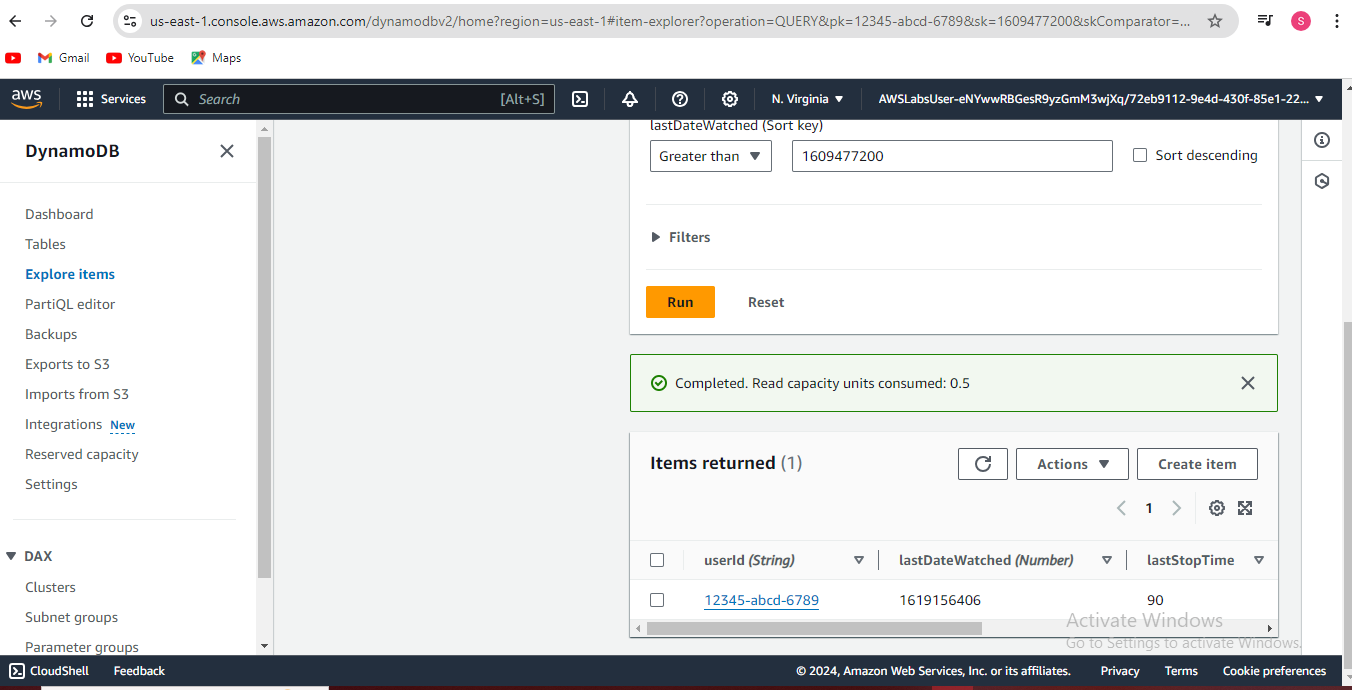 us-east-1.console.aws.amazon.com/dynamodbv2/home?region=us-east-1#item-explorer?operation=QUERY&pk=12345-abcd-6789&sk=1609477200&skComparator=...
S
Gmail
YouTube
Maps
aws
Services
Search
[Alt+S]
N. Virginia
AWSLabsUser-eNYwwRBGesR9yzGmM3wjXq/72eb9112-9e4d-430f-85e1-22...
DynamoDB
Dashboard
Tables
Explore items
PartiQL editor
Backups
Exports to S3
Imports from S3
Integrations New
Reserved capacity
Settings
DAX
Clusters
Subnet groups
Parameter groups
lastDateWatched (Sort key)
Greater than
1609477200
Sort descending
Filters
Run
Reset
Completed. Read capacity units consumed: 0.5
Items returned (1)
Actions
Create item
1
userId (String)
lastDateWatched (Number)
lastStopTime
12345-abcd-6789
1619156406
90
Activate Windows
Go to Settings to activate Windows.
CloudShell
Feedback
© 2024, Amazon Web Services, Inc. or its affiliates.
Privacy
Terms
Cookie preferences